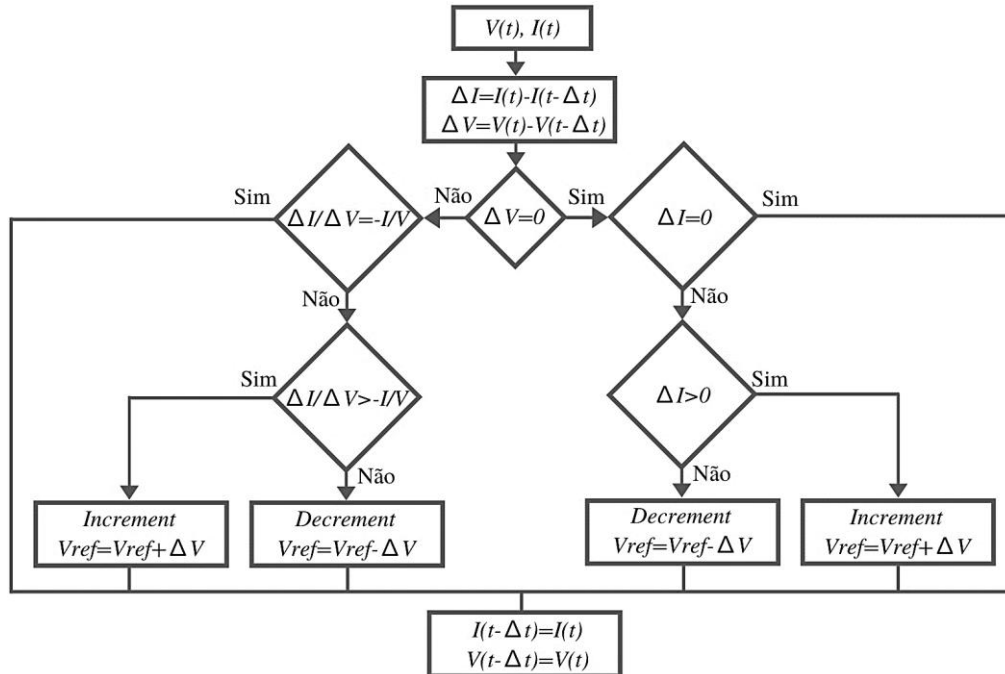 V(t), I(t)
ΔI=I(t)-I(t-Δt)
ΔV=V(t)-V(t-Δt)
Sim
Não
Sim
Sim
ΔI/ΔV=-I/V
ΔV=0
ΔI=0
Não
Não
Sim
Sim
ΔI/ΔV>-I/V
ΔI>0
Não
Não
Increment
Vref=Vref+ΔV
Decrement
Vref=Vref-ΔV
Decrement
Vref=Vref-ΔV
Increment
Vref=Vref+ΔV
I(t-Δt)=I(t)
V(t-Δt)=V(t)